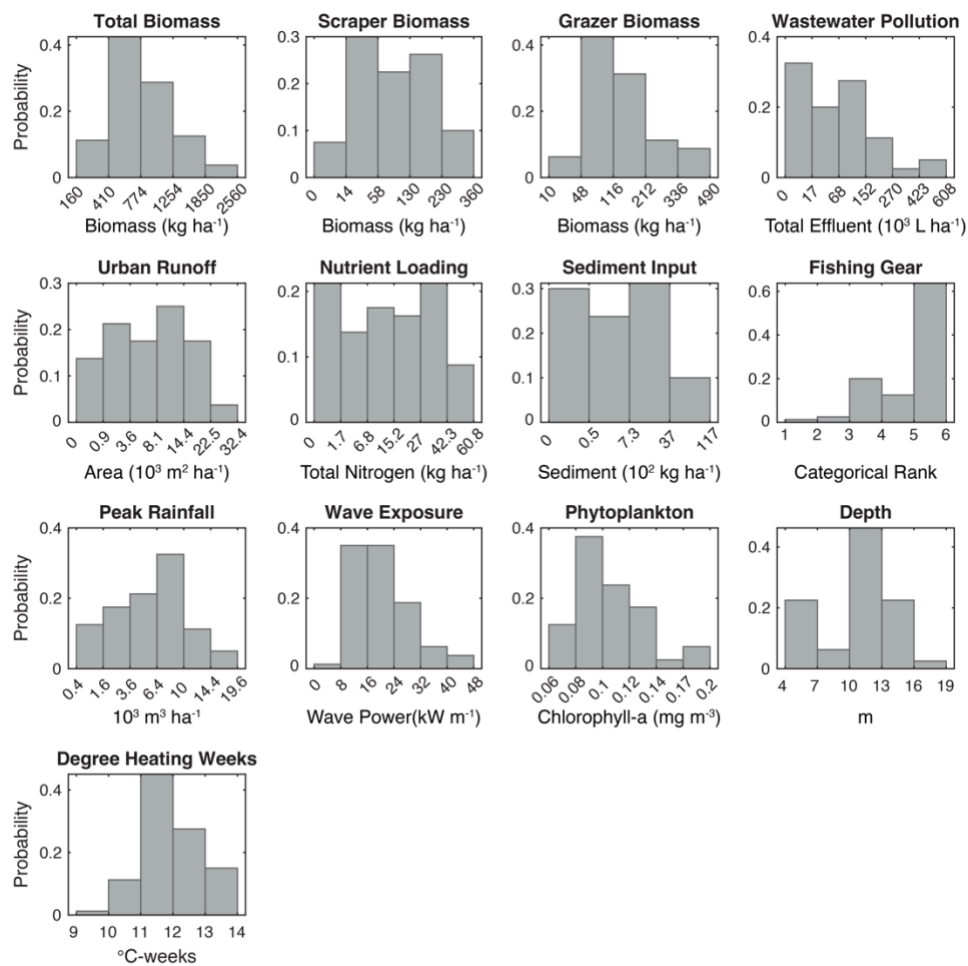 Total Biomass
Probability
0.4
0.2
0
160 410 774 1254 1850 2560
Biomass (kg ha⁻¹)
Scraper Biomass
0.3
0.2
0.1
0
0 14 58 130 230 360
Biomass (kg ha⁻¹)
Grazer Biomass
0.4
0.2
0
10 48 116 212 336 490
Biomass (kg ha⁻¹)
Wastewater Pollution
0.4
0.2
0
0 17 68 152 270 423 608
Total Effluent (10³ L ha⁻¹)
Urban Runoff
Probability
0.3
0.2
0.1
0
0 0.9 3.6 8.1 14.4 22.5 32.4
Area (10³ m² ha⁻¹)
Nutrient Loading
0.2
0.1
0
0 1.7 6.8 15.2 27 42.3 60.8
Total Nitrogen (kg ha⁻¹)
Sediment Input
0.3
0.2
0.1
0
0 0.5 7.3 37 117
Sediment (10² kg ha⁻¹)
Fishing Gear
0.6
0.4
0.2
0
1 2 3 4 5 6
Categorical Rank
Peak Rainfall
Probability
0.4
0.2
0
0.4 1.6 3.6 6.4 10 14.4 19.6
10³ m³ ha⁻¹
Wave Exposure
0.4
0.2
0
0 8 16 24 32 40 48
Wave Power(kW m⁻¹)
Phytoplankton
0.4
0.2
0
0.06 0.08 0.1 0.12 0.14 0.17 0.2
Chlorophyll-a (mg m⁻³)
Depth
0.4
0.2
0
4 7 10 13 16 19
m
Degree Heating Weeks
Probability
0.4
0.2
0
9 10 11 12 13 14
°C-weeks